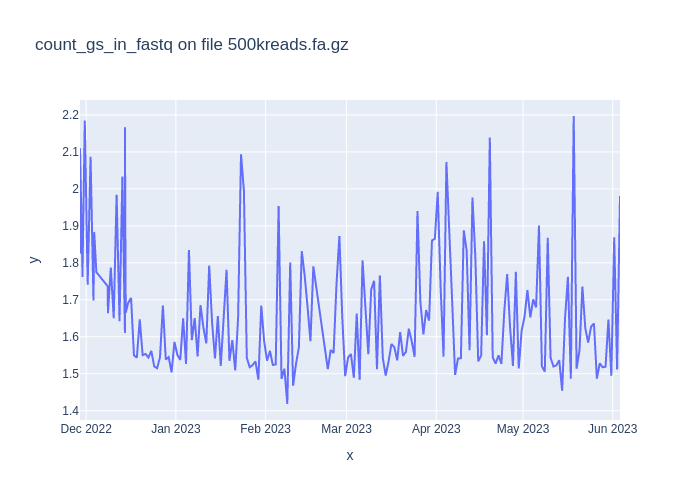 count_gs_in_fastq on file 500kreads.fa.gz
2.2
2.1
2
1.9
1.8
1.7
1.6
1.5
1.4
y
Dec 2022 Jan 2023 Feb 2023 Mar 2023 Apr 2023 May 2023 Jun 2023
x